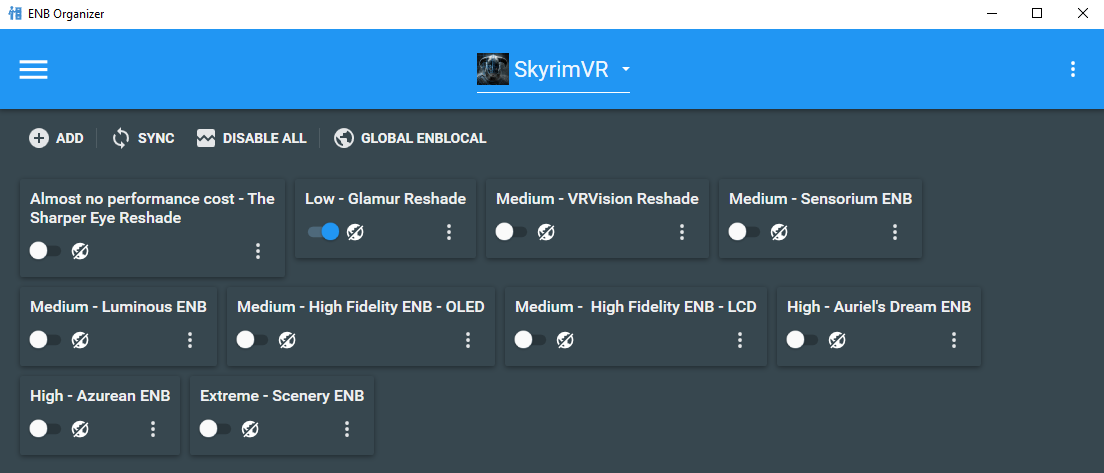 ENB Organizer
SkyrimVR
ADD
SYNC
DISABLE ALL
GLOBAL ENBLOCAL
Almost no performance cost - The
Sharper Eye Reshade
Low - Glamur Reshade
Medium - VRVision Reshade
Medium - Sensorium ENB
Medium - Luminous ENB
Medium - High Fidelity ENB - OLED
Medium -  High Fidelity ENB - LCD
High - Auriel's Dream ENB
High - Azurean ENB
Extreme - Scenery ENB